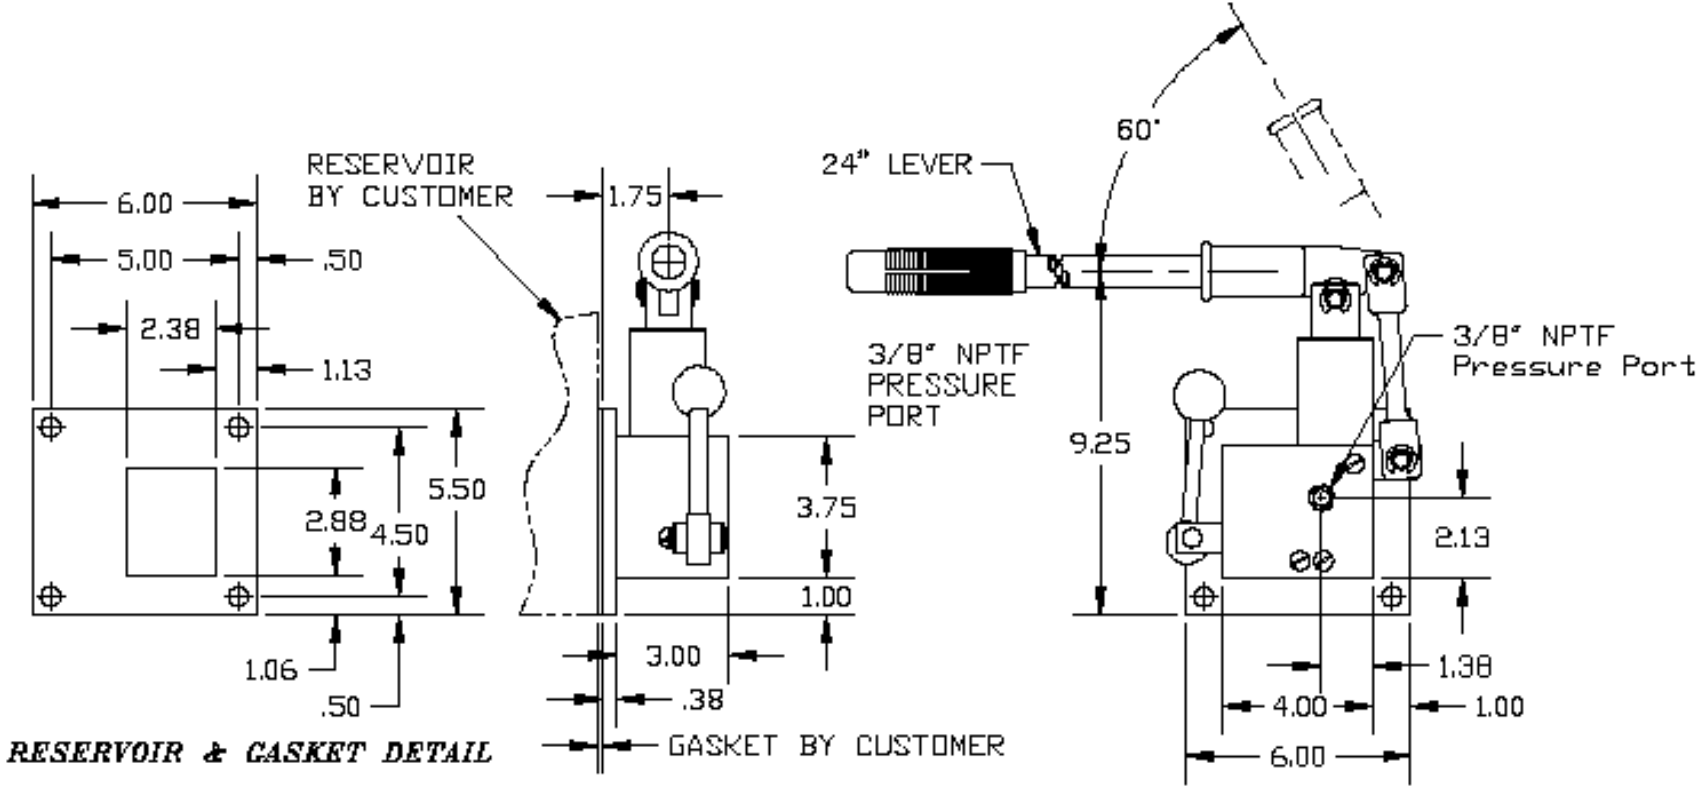 RESERVOIR
BY CUSTOMER
6.00
5.00
.50
2.38
1.13
5.50
2.88
4.50
1.06
.50
RESERVOIR & GASKET DETAIL
1.75
3.75
1.00
3.00
.38
GASKET BY CUSTOMER
60°
24" LEVER
3/8" NPTF
PRESSURE
PORT
3/8" NPTF
Pressure Port
9.25
2.13
1.38
4.00
1.00
6.00